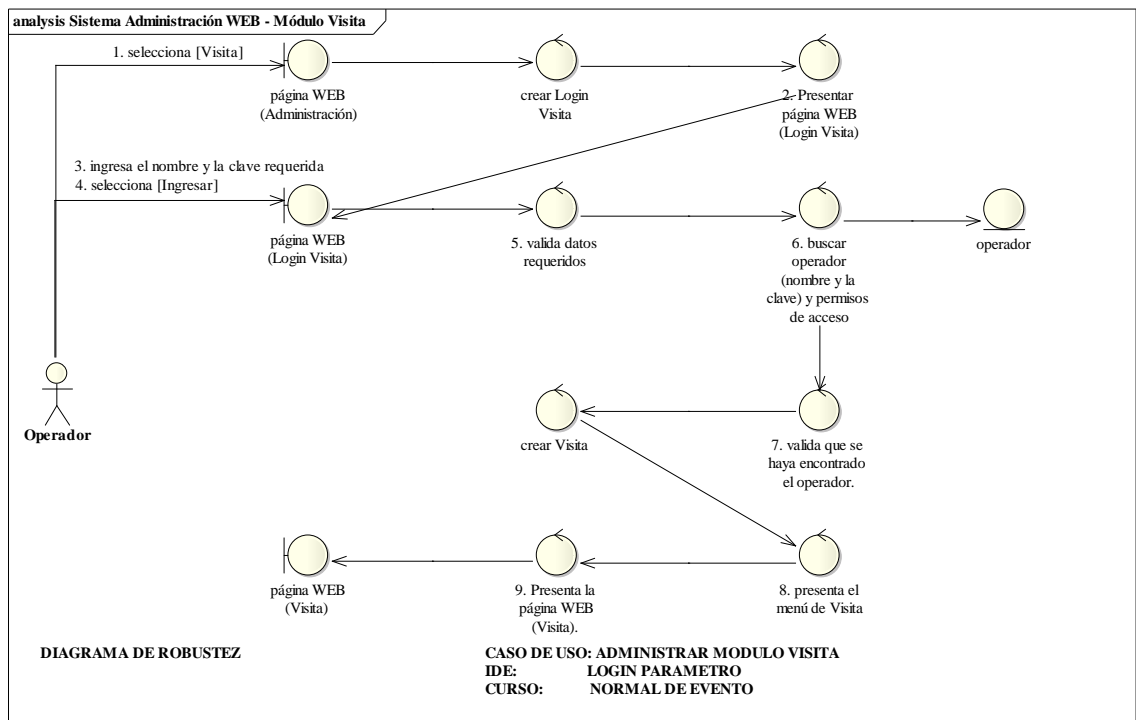 analysis Sistema Administración WEB - Módulo Visita
1. selecciona [Visita]
página WEB
(Administración)
crear Login
Visita
2. Presentar
página WEB
(Login Visita)
3. ingresa el nombre y la clave requerida
4. selecciona [Ingresar]
página WEB
(Login Visita)
5. valida datos
requeridos
6. buscar
operador
(nombre y la
clave) y permisos
de acceso
operador
Operador
crear Visita
7. valida que se
haya encontrado
el operador.
página WEB
(Visita)
9. Presenta la
página WEB
(Visita).
8. presenta el
menú de Visita
DIAGRAMA DE ROBUSTEZ
CASO DE USO: ADMINISTRAR MODULO VISITA
IDE: LOGIN PARAMETRO
CURSO: NORMAL DE EVENTO